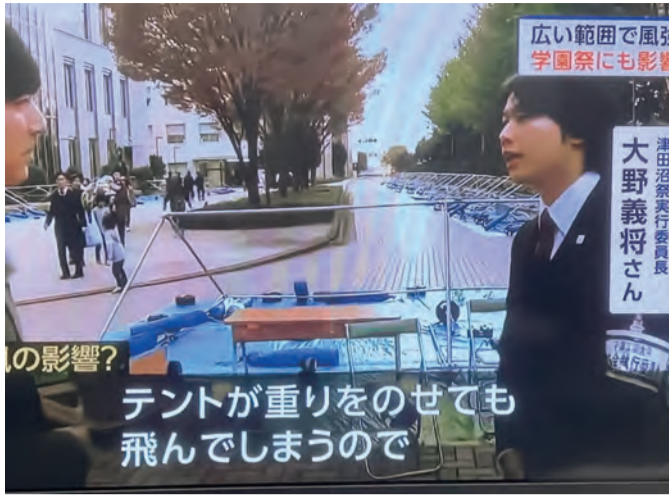 広い範囲で風強
学園祭にも影響
津田沼祭実行委員長
大野義将さん
の影響?
テントが重りをのせても
飛んでしまうので